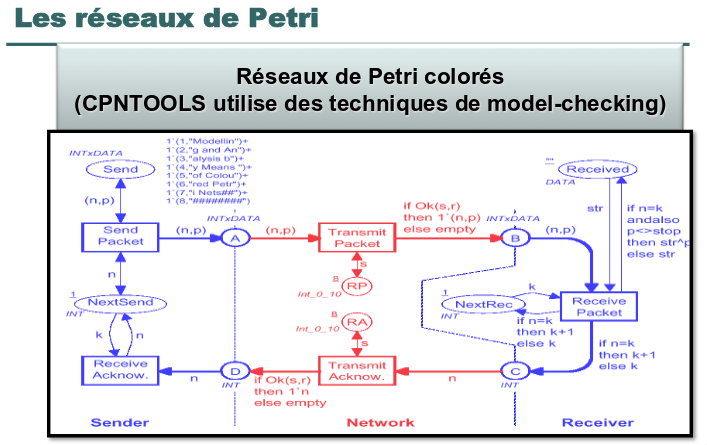 Les réseaux de Petri
Réseaux de Petri colorés
(CPNTOOLS utilise des techniques de model-checking)
INTxDATA
Send
1`(1,"Modellin")+
1`(2,"g and An")+
1`(3,"alysis b")+
1`(4,"y Means ")+
1`(5,"of Colou")+
1`(6,"red Petr")+
1`(7,"i Nets##")+
1`(8,"########")
(n,p)
Send
Packet
(n,p)
INTxDATA
A
(n,p)
Transmit
Packet
if Ok(s,r)
then 1`(n,p)
else empty
INTxDATA
B
(n,p)
""
Received
DATA
str
if n=k
andalso
p<>stop
then str^p
else str
n
s
8
RP
Int_0_10
1
NextSend
INT
k
n
8
RA
Int_0_10
s
1
NextRec
INT
k
if n=k
then k+1
else k
Receive
Packet
if n=k
then k+1
else k
Receive
Acknow.
n
D
INT
if Ok(s,r)
then 1`n
else empty
Transmit
Acknow.
n
C
INT
Sender
Network
Receiver